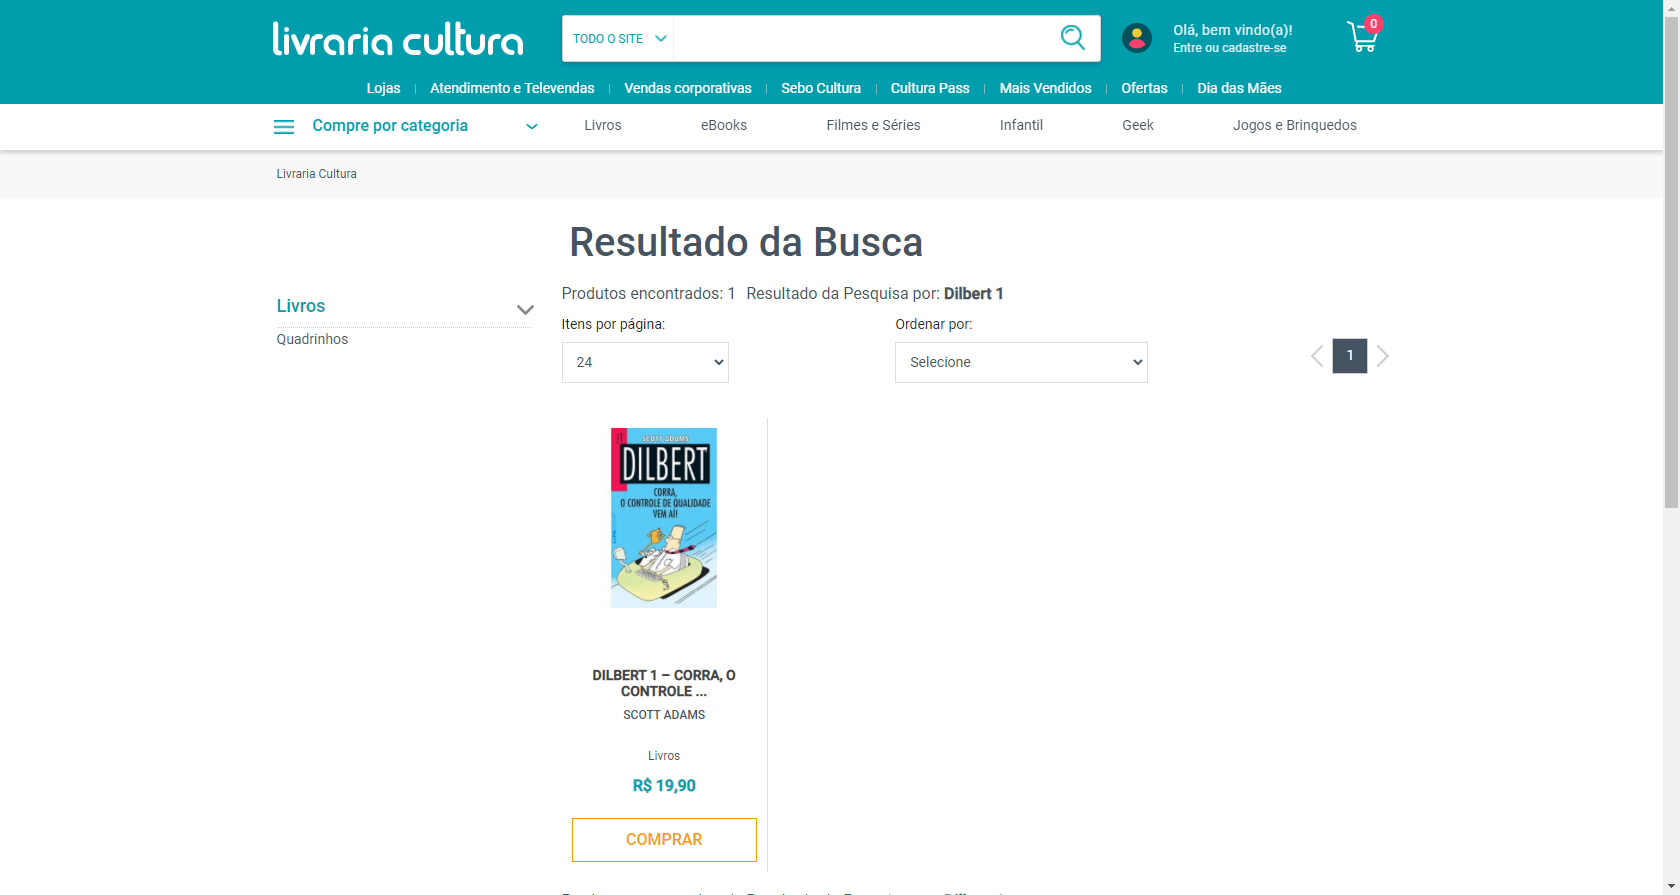 livraria cultura
TODO O SITE
Olá, bem vindo(a)!
Entre ou cadastre-se
0
Lojas
Atendimento e Televendas
Vendas corporativas
Sebo Cultura
Cultura Pass
Mais Vendidos
Ofertas
Dia das Mães
Compre por categoria
Livros
eBooks
Filmes e Séries
Infantil
Geek
Jogos e Brinquedos
Livraria Cultura
Resultado da Busca
Livros
Quadrinhos
Produtos encontrados: 1 Resultado da Pesquisa por: Dilbert 1
Itens por página:
Ordenar por:
24
Selecione
1
SCOTT ADAMS
DILBERT
CORRA,
O CONTROLE DE QUALIDADE
VEM AÍ!
DILBERT 1 – CORRA, O
CONTROLE ...
SCOTT ADAMS
Livros
R$ 19,90
COMPRAR